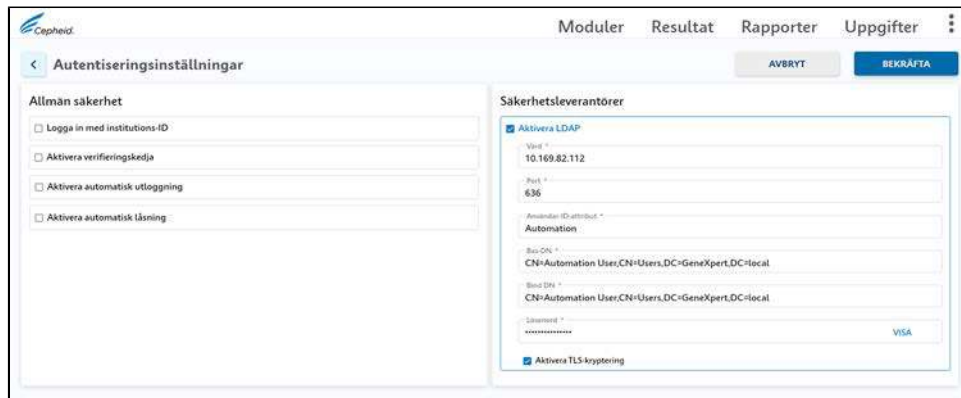 Cepheid.
Moduler Resultat Rapporter Uppgifter
Autentiseringsinställningar
AVBRYT
BEKRÄFTA
Allmän säkerhet
Logga in med institutions-ID
Aktivera verifieringskedja
Aktivera automatisk utloggning
Aktivera automatisk låsning
Säkerhetsleverantörer
Aktivera LDAP
Värd *
10.169.82.112
Port *
636
Användar-ID-attribut *
Automation
Bas-DN *
CN=Automation User,CN=Users,DC=GeneXpert,DC=local
Bind DN *
CN=Automation User,CN=Users,DC=GeneXpert,DC=local
Lösenord *
VISA
Aktivera TLS-kryptering